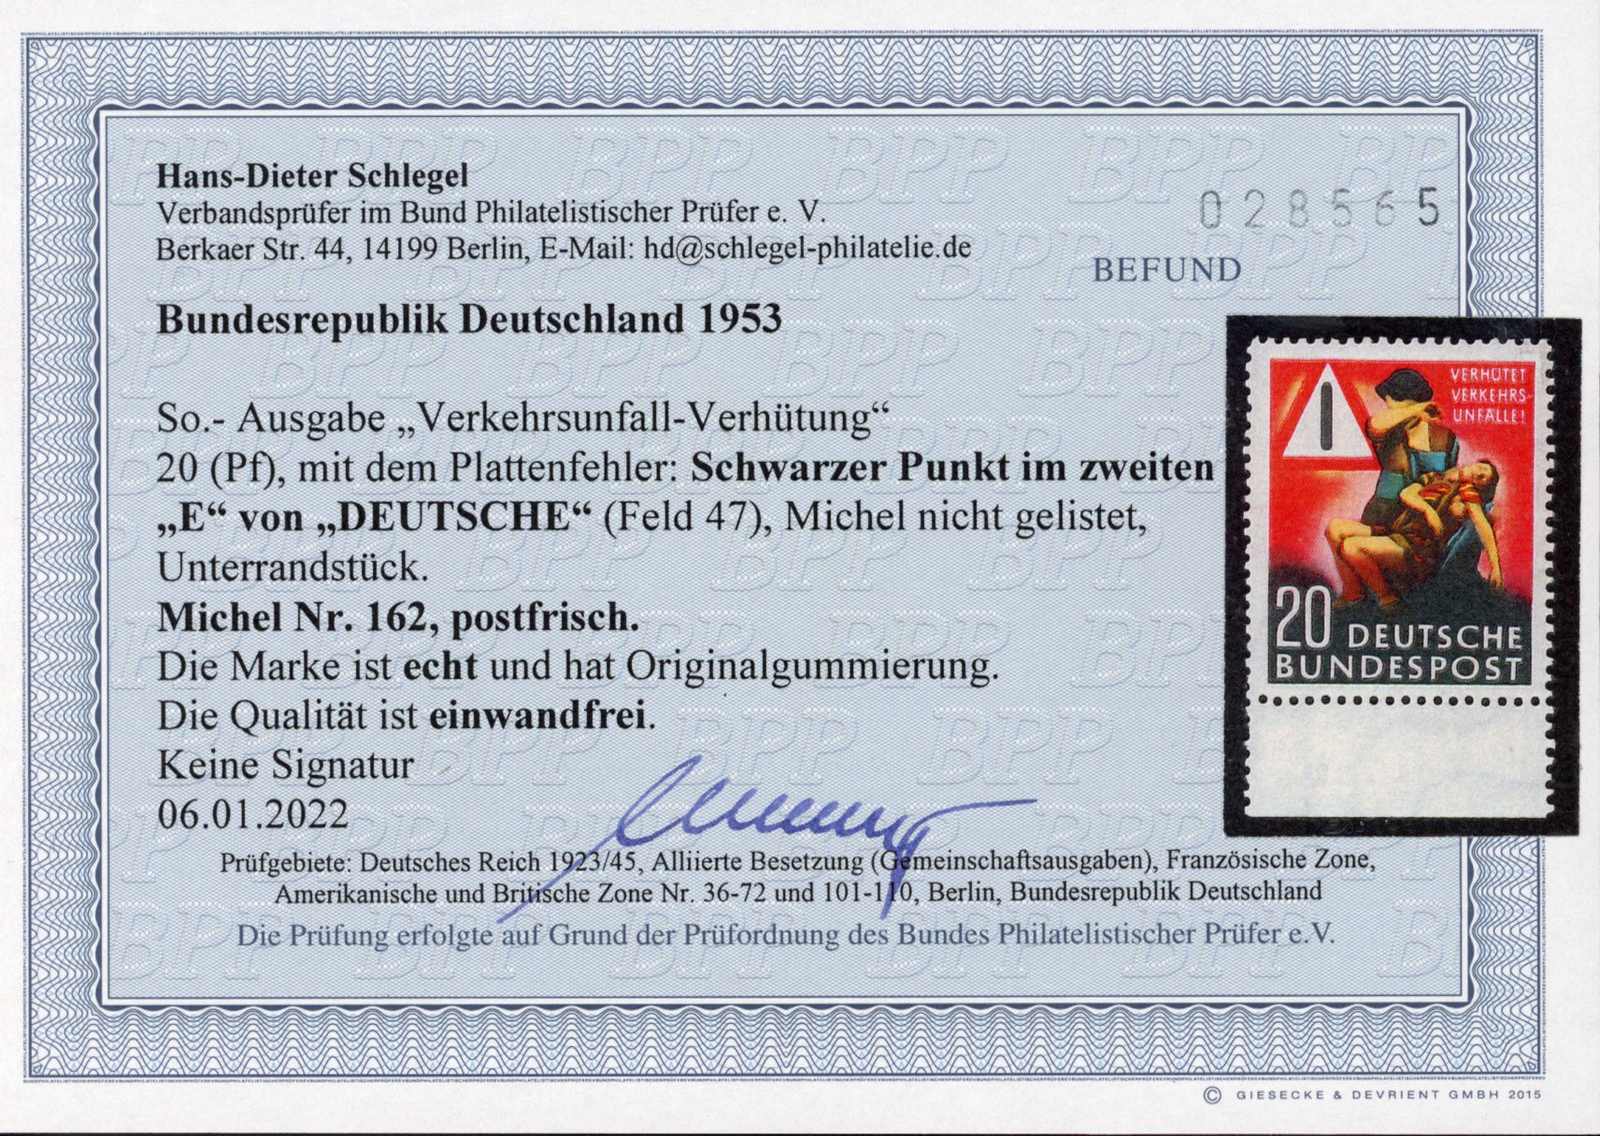 Hans-Dieter Schlegel
Verbandsprüfer im Bund Philatelistischer Prüfer e. V.
Berkaer Str. 44, 14199 Berlin, E-Mail: hd@schlegel-philatelie.de
028565
BEFUND
Bundesrepublik Deutschland 1953
So.- Ausgabe „Verkehrsunfall-Verhütung“
20 (Pf), mit dem Plattenfehler: Schwarzer Punkt im zweiten
„E“ von „DEUTSCHE“ (Feld 47), Michel nicht gelistet,
Unterrandstück.
Michel Nr. 162, postfrisch.
Die Marke ist echt und hat Originalgummierung.
Die Qualität ist einwandfrei.
Keine Signatur
06.01.2022
VERHÜTET
VERKEHRS-
UNFÄLLE!
20 DEUTSCHE
BUNDESPOST
Prüfgebiete: Deutsches Reich 1923/45, Alliierte Besetzung (Gemeinschaftsausgaben), Französische Zone,
Amerikanische und Britische Zone Nr. 36-72 und 101-110, Berlin, Bundesrepublik Deutschland
Die Prüfung erfolgte auf Grund der Prüfordnung des Bundes Philatelistischer Prüfer e.V.
© GIESECKE & DEVRIENT GMBH 2015